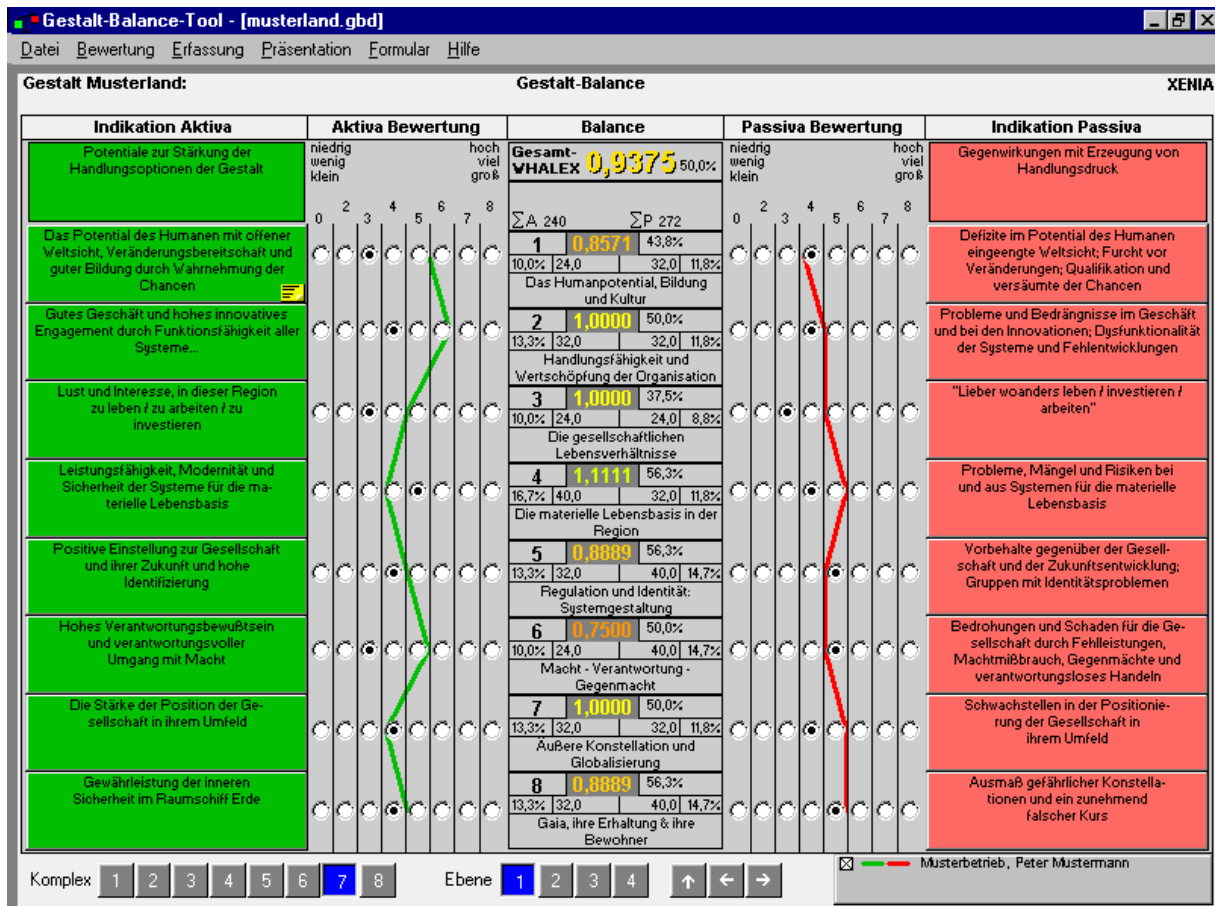 Gestalt-Balance-Tool - [musterland.gbd]
Datei Bewertung Erfassung Präsentation Formular Hilfe
Gestalt Musterland: Gestalt-Balance XENIA
Indikation Aktiva Aktiva Bewertung Balance Passiva Bewertung Indikation Passiva
Potentiale zur Stärkung der
Handlungsoptionen der Gestalt
niedrig hoch
wenig viel
klein groß
0 2 3 4 5 6 7 8
Gesamt-
WHALEX 0,9375 50,0%
∑A 240 ∑P 272
niedrig hoch
wenig viel
klein groß
0 2 3 4 5 6 7 8
Gegenwirkungen mit Erzeugung von
Handlungsdruck
Das Potential des Humanen mit offener
Weltsicht, Veränderungsbereitschaft und
guter Bildung durch Wahrnehmung der
Chancen
1 0,8571 43,8%
10,0% 24,0 32,0 11,8%
Das Humanpotential, Bildung
und Kultur
Defizite im Potential des Humanen
eingeengte Weltsicht; Furcht vor
Veränderungen; Qualifikation und
versäumte der Chancen
Gutes Geschäft und hohes innovatives
Engagement durch Funktionsfähigkeit aller
Systeme...
2 1,0000 50,0%
13,3% 32,0 32,0 11,8%
Handlungsfähigkeit und
Wertschöpfung der Organisation
Probleme und Bedrängnisse im Geschäft
und bei den Innovationen; Dysfunktionalität
der Systeme und Fehlentwicklungen
Lust und Interesse, in dieser Region
zu leben / zu arbeiten / zu
investieren
3 1,0000 37,5%
10,0% 24,0 24,0 8,8%
Die gesellschaftlichen
Lebensverhältnisse
"Lieber woanders leben / investieren /
arbeiten"
Leistungsfähigkeit, Modernität und
Sicherheit der Systeme für die ma-
terielle Lebensbasis
4 1,1111 56,3%
16,7% 40,0 32,0 11,8%
Die materielle Lebensbasis in der
Region
Probleme, Mängel und Risiken bei
und aus Systemen für die materielle
Lebensbasis
Positive Einstellung zur Gesellschaft
und ihrer Zukunft und hohe
Identifizierung
5 0,8889 56,3%
13,3% 32,0 40,0 14,7%
Regulation und Identität:
Systemgestaltung
Vorbehalte gegenüber der Gesell-
schaft und der Zukunftsentwicklung;
Gruppen mit Identitätsproblemen
Hohes Verantwortungsbewußtsein
und verantwortungsvoller
Umgang mit Macht
6 0,7500 50,0%
10,0% 24,0 40,0 14,7%
Macht - Verantwortung -
Gegenmacht
Bedrohungen und Schaden für die Ge-
sellschaft durch Fehlleistungen,
Machtmißbrauch, Gegenmächte und
verantwortungsloses Handeln
Die Stärke der Position der Ge-
sellschaft in ihrem Umfeld
7 1,0000 50,0%
13,3% 32,0 32,0 11,8%
Äußere Konstellation und
Globalisierung
Schwachstellen in der Positionie-
rung der Gesellschaft in
ihrem Umfeld
Gewährleistung der inneren
Sicherheit im Raumschiff Erde
8 0,8889 56,3%
13,3% 32,0 40,0 14,7%
Gaia, ihre Erhaltung & ihre
Bewohner
Ausmaß gefährlicher Konstella-
tionen und ein zunehmend
falscher Kurs
Komplex 1 2 3 4 5 6 7 8 Ebene 1 2 3 4 ↑ ← →
Musterbetrieb, Peter Mustermann